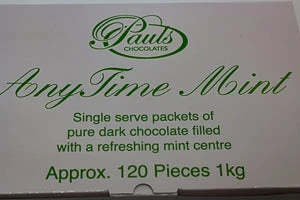 Pauls
CHOCOLATES
AnyTime Mint
Single serve packets of
pure dark chocolate filled
with a refreshing mint centre
Approx. 120 Pieces 1kg